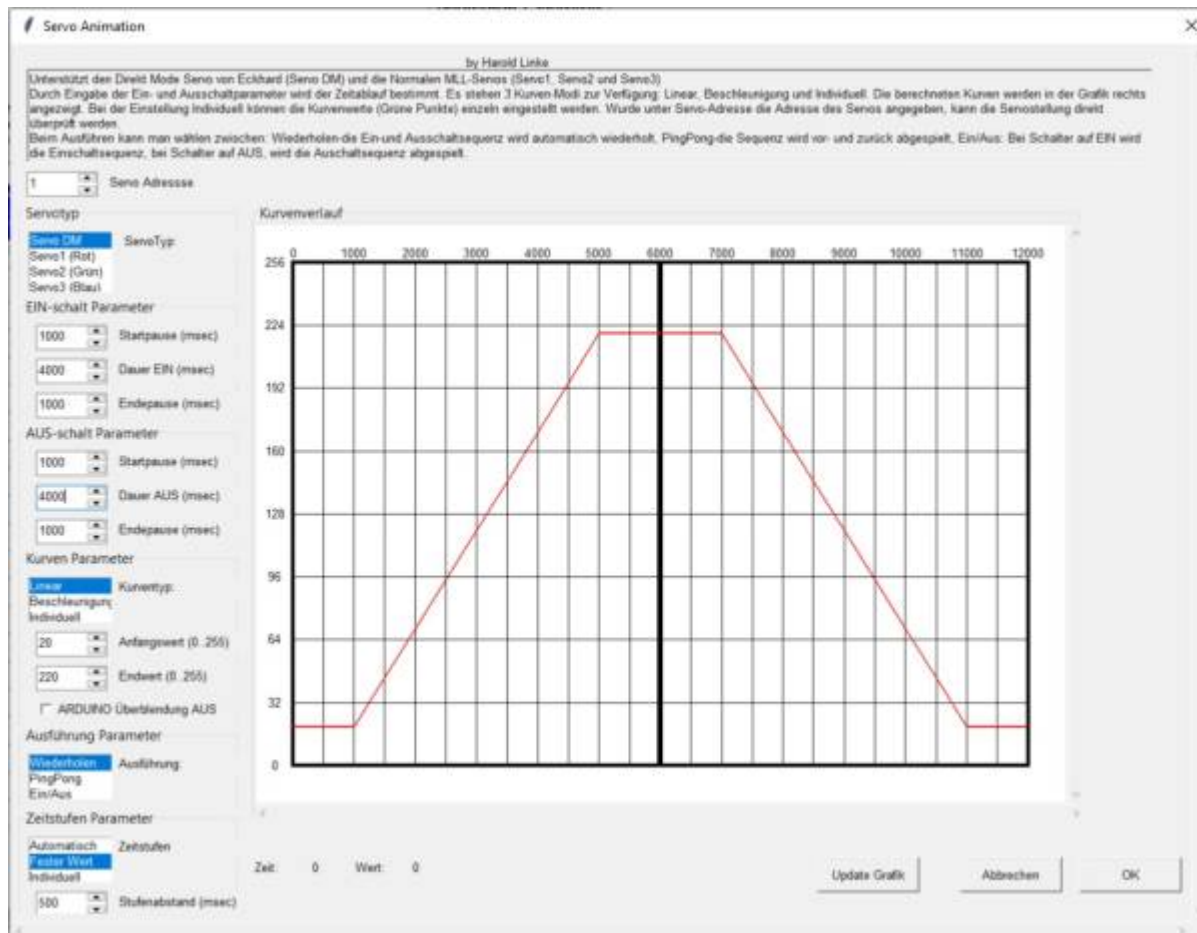 Servo Animation
by Harold Linke
Unterstützt den Direkt Mode Servo von Eckhard (Servo DM) und die Normalen MLL-Servos (Servo1, Servo2 und Servo3)
Durch Eingabe der Ein- und Ausschaltparameter wird der Zeitablauf bestimmt. Es stehen 3 Kurven-Modi zur Verfügung: Linear, Beschleunigung und Individuell. Die berechneten Kurven werden in der Grafik rechts
angezeigt. Bei der Einstellung Individuell können die Kurvenwerte (Grüne Punkte) einzeln eingestellt werden. Wurde unter Servo-Adresse die Adresse des Servos angegeben, kann die Servostellung direkt
überprüft werden.
Beim Ausführen kann man wählen zwischen: Wiederholen-die Ein-und Ausschaltsequenz wird automatisch wiederholt, PingPong-die Sequenz wird vor- und zurück abgespielt, Ein/Aus: Bei Schalter auf EIN wird
die Einschaltsequenz, bei Schalter auf AUS, wird die Auschaltsequenz abgespielt.
1 Servo Adressse
Servotyp
Servo DM ServoTyp:
Servo1 (Rot)
Servo2 (Grün)
Servo3 (Blau)
EIN-schalt Parameter
1000 Startpause (msec)
4000 Dauer EIN (msec)
1000 Endepause (msec)
AUS-schalt Parameter
1000 Startpause (msec)
4000 Dauer AUS (msec)
1000 Endepause (msec)
Kurven Parameter
Linear Kurventyp:
Beschleunigung
Individuell
20 Anfangswert (0..255)
220 Endwert (0..255)
ARDUINO Überblendung AUS
Ausführung Parameter
Wiederholen Ausführung:
PingPong
Ein/Aus
Zeitstufen Parameter
Automatisch Zeitstufen
Fester Wert
Individuell
500 Stufenabstand (msec)
Kurvenverlauf
0 1000 2000 3000 4000 5000 6000 7000 8000 9000 10000 11000 12000
256
224
192
160
128
96
64
32
0
Zeit: 0 Wert: 0
Update Grafik Abbrechen OK